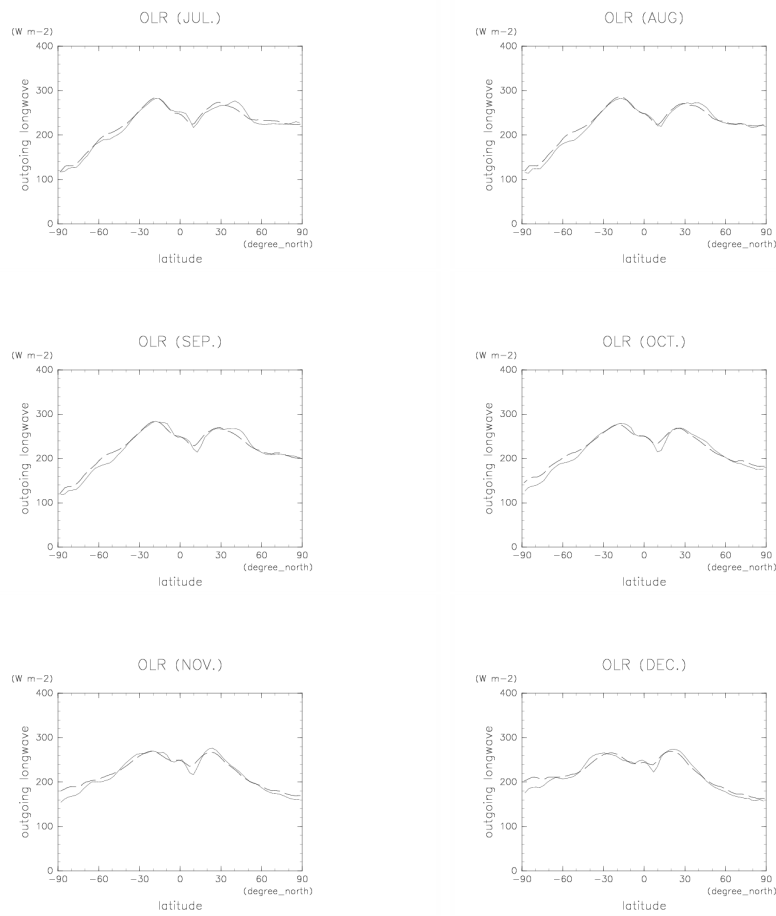 OLR (JUL.)
(W m-2)
400
300
200
100
0
outgoing longwave
-90 -60 -30 0 30 60 90
(degree_north)
latitude
OLR (AUG)
(W m-2)
400
300
200
100
0
outgoing longwave
-90 -60 -30 0 30 60 90
(degree_north)
latitude
OLR (SEP.)
(W m-2)
400
300
200
100
0
outgoing longwave
-90 -60 -30 0 30 60 90
(degree_north)
latitude
OLR (OCT.)
(W m-2)
400
300
200
100
0
outgoing longwave
-90 -60 -30 0 30 60 90
(degree_north)
latitude
OLR (NOV.)
(W m-2)
400
300
200
100
0
outgoing longwave
-90 -60 -30 0 30 60 90
(degree_north)
latitude
OLR (DEC.)
(W m-2)
400
300
200
100
0
outgoing longwave
-90 -60 -30 0 30 60 90
(degree_north)
latitude